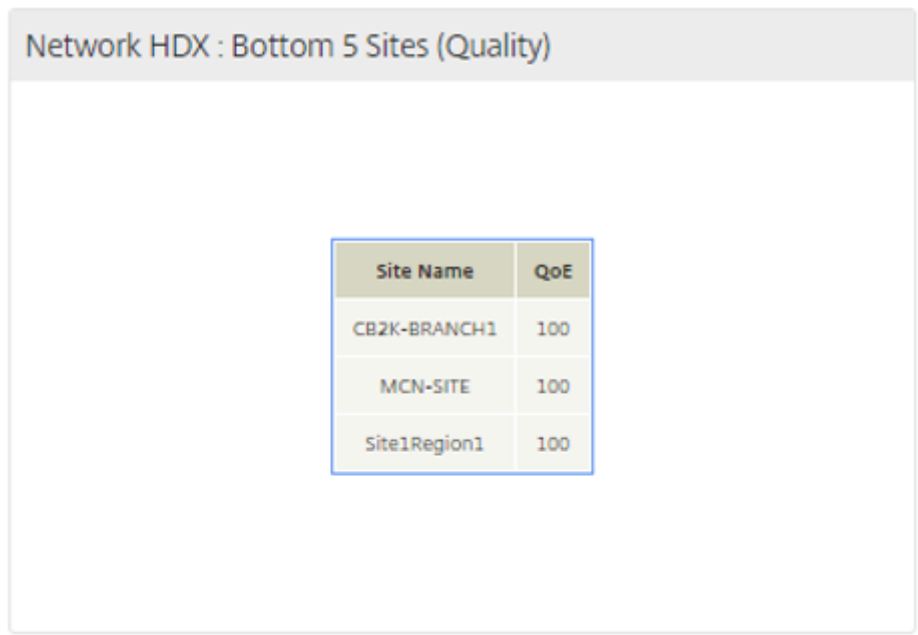 Network HDX : Bottom 5 Sites (Quality)
Site Name QoE
CB2K-BRANCH1 100
MCN-SITE 100
Site1Region1 100